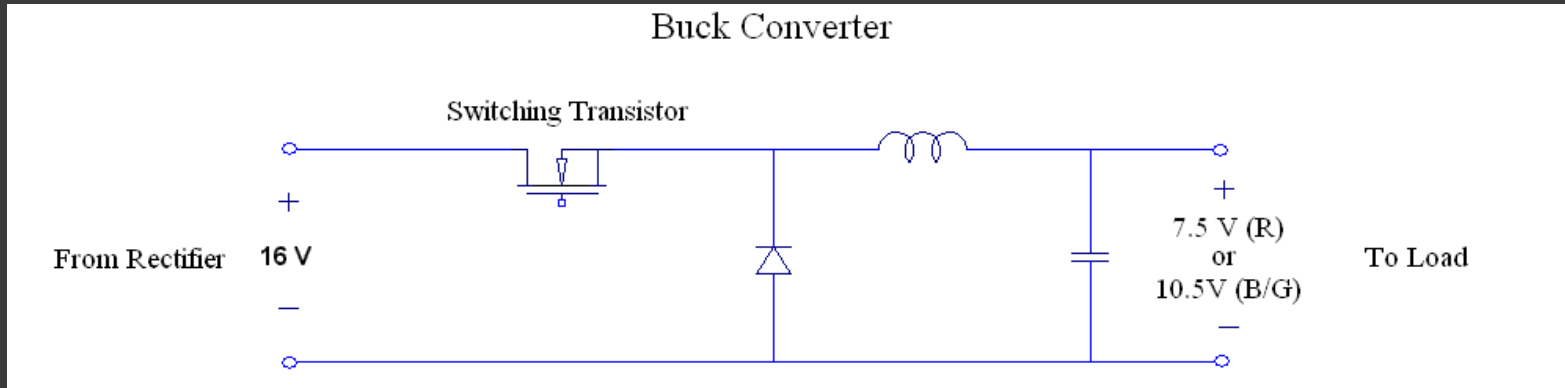 Buck Converter
Switching Transistor
+
+
7.5 V (R)
From Rectifier
16 V
or
To Load
10.5V (B/G)
−
−